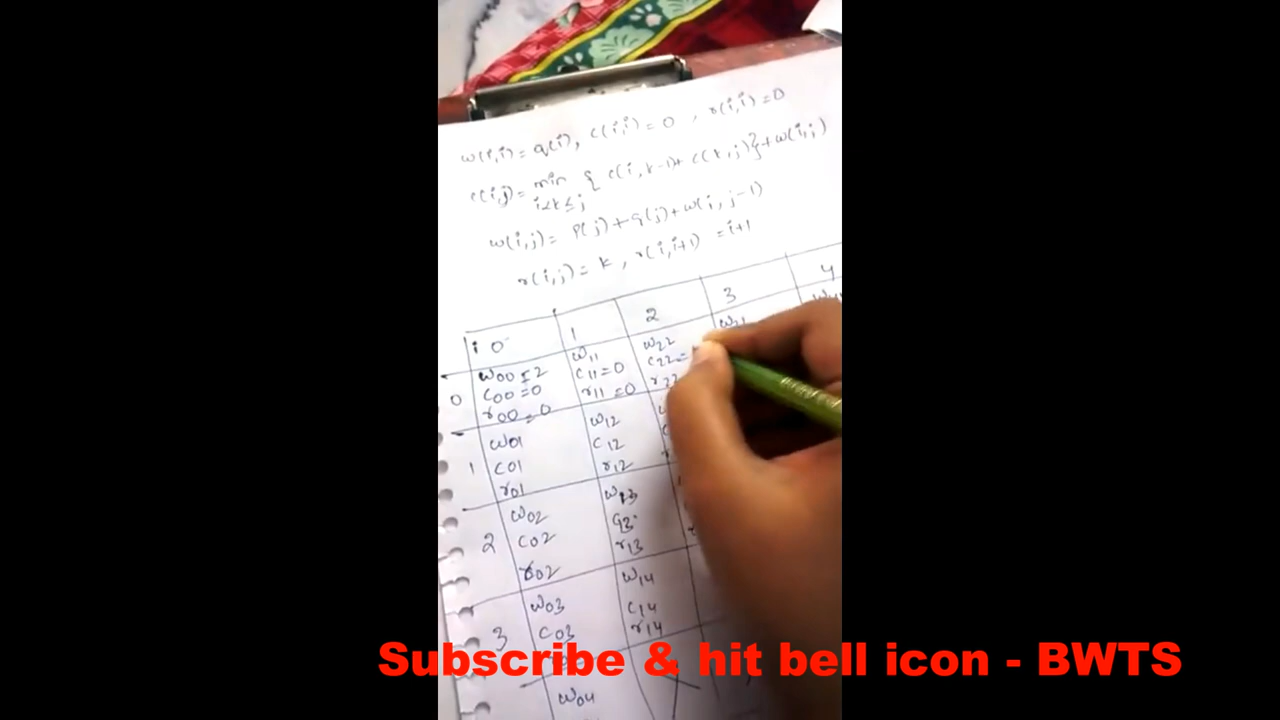 w(i,i)= q(i), c(i,i)=0 , r(i,i)=0
c(i,j)= min { c(i,k-1)+ c(k,j)}+w(i,j)
i<k≤j
w(i,j)= p(j)+q(j)+w(i,j-1)
r(i,j)= k, r(i,i+1) =i+1
i 0 1 2 3 4
0
w00=2
c00=0
r00=0
w11
c11=0
r11=0
w22
c22=
r22
1
w01
c01
r01
w12
c12
r12
2
w02
c02
r02
w13
c13
r13
3
w03
c03
w14
c14
r14
w04
Subscribe & hit bell icon - BWTS